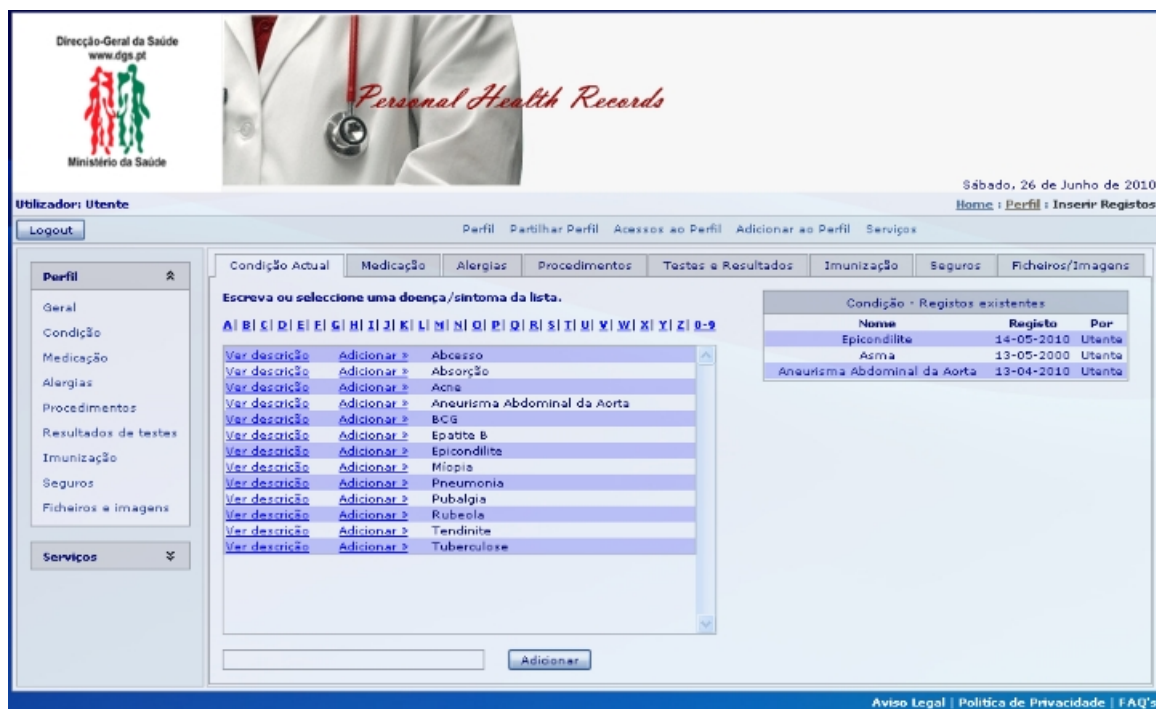 Direcção-Geral da Saúde
www.dgs.pt
Ministério da Saúde
Personal Health Records
Sábado, 26 de Junho de 2010
Utilizador: Utente
Home : Perfil : Inserir Registos
Logout
Perfil Partilhar Perfil Acessos ao Perfil Adicionar ao Perfil Serviços
Perfil
Geral
Condição
Medicação
Alergias
Procedimentos
Resultados de testes
Imunização
Seguros
Ficheiros e imagens
Serviços
Condição Actual Medicação Alergias Procedimentos Testes e Resultados Imunização Seguros Ficheiros/Imagens
Escreva ou seleccione uma doença/sintoma da lista.
A| B| C| D| E| F| G| H| I| J| K| L| M| N| O| P| Q| R| S| T| U| V| W| X| Y| Z| 0-9
Ver descrição Adicionar » Abcesso
Ver descrição Adicionar » Absorção
Ver descrição Adicionar » Acne
Ver descrição Adicionar » Aneurisma Abdominal da Aorta
Ver descrição Adicionar » BCG
Ver descrição Adicionar » Epatite B
Ver descrição Adicionar » Epicondilite
Ver descrição Adicionar » Míopia
Ver descrição Adicionar » Pneumonia
Ver descrição Adicionar » Pubalgia
Ver descrição Adicionar » Rubeola
Ver descrição Adicionar » Tendinite
Ver descrição Adicionar » Tuberculose
Adicionar
Condição - Registos existentes
Nome Registo Por
Epicondilite 14-05-2010 Utente
Asma 13-05-2000 Utente
Aneurisma Abdominal da Aorta 13-04-2010 Utente
Aviso Legal | Política de Privacidade | FAQ's